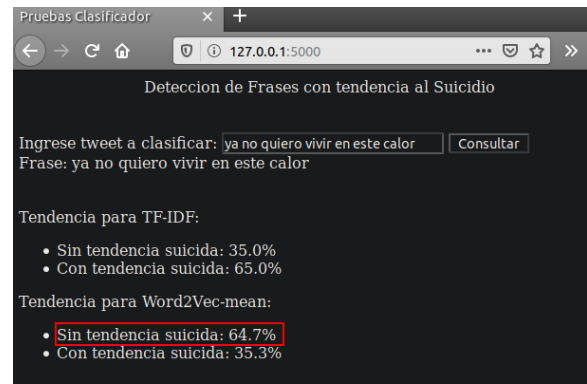 Pruebas Clasificador
127.0.0.1:5000
Deteccion de Frases con tendencia al Suicidio
Ingrese tweet a clasificar: ya no quiero vivir en este calor Consultar
Frase: ya no quiero vivir en este calor
Tendencia para TF-IDF:
• Sin tendencia suicida: 35.0%
• Con tendencia suicida: 65.0%
Tendencia para Word2Vec-mean:
• Sin tendencia suicida: 64.7%
• Con tendencia suicida: 35.3%